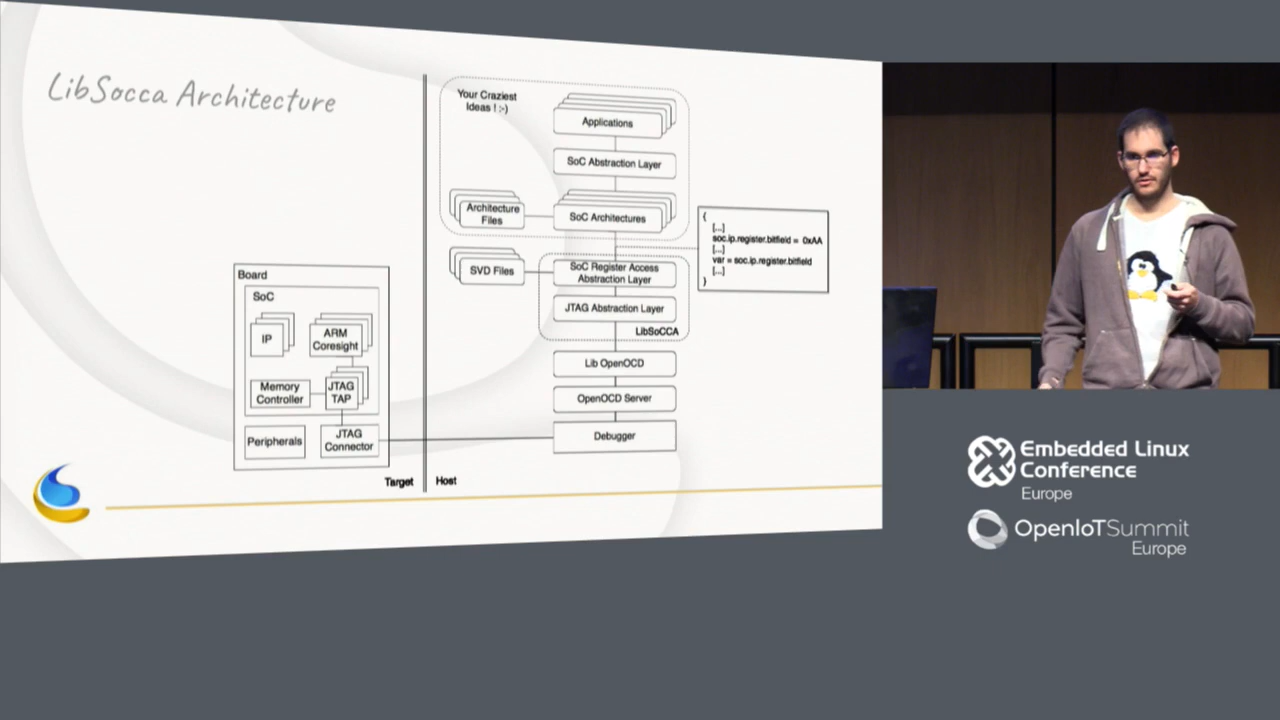 LibSocca Architecture
Your Craziest
Ideas ! :-)
Applications
SoC Abstraction Layer
Architecture
Files
SoC Architectures
SVD Files
SoC Register Access
Abstraction Layer
JTAG Abstraction Layer
LibSoCCA
Lib OpenOCD
OpenOCD Server
Debugger
{
[...]
soc.ip.register.bitfield = 0xAA
[...]
var = soc.ip.register.bitfield
[...]
}
Board
SoC
IP
ARM
Coresight
Memory
Controller
JTAG
TAP
Peripherals
JTAG
Connector
Target
Host
Embedded Linux
Conference
Europe
OpenIoTSummit
Europe